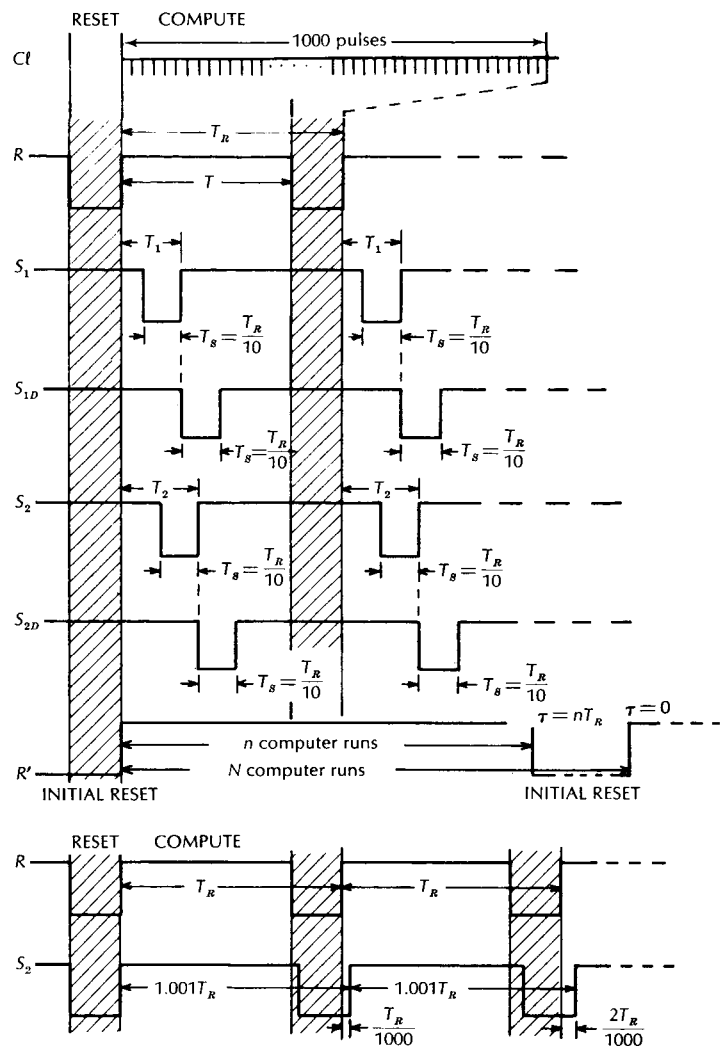 RESET COMPUTE
1000 pulses
Cl
T_R
R
T
T_1 T_1
S_1
T_s = T_R/10 T_s = T_R/10
S_1D
T_s = T_R/10 T_s = T_R/10
T_2 T_2
S_2
T_s = T_R/10 T_s = T_R/10
S_2D
T_s = T_R/10 T_s = T_R/10
τ = nT_R τ = 0
n computer runs
R′ N computer runs
INITIAL RESET INITIAL RESET
RESET COMPUTE
R
T_R T_R
S_2
1.001T_R 1.001T_R
T_R/1000 2T_R/1000